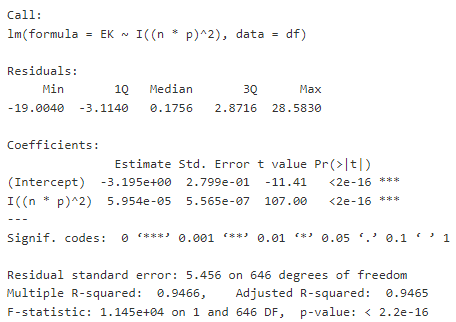 Call:
lm(formula = EK ~ I((n * p)^2), data = df)
Residuals:
Min 1Q Median 3Q Max
-19.0040 -3.1140 0.1756 2.8716 28.5830
Coefficients:
Estimate Std. Error t value Pr(>|t|)
(Intercept) -3.195e+00 2.799e-01 -11.41 <2e-16 ***
I((n * p)^2) 5.954e-05 5.565e-07 107.00 <2e-16 ***
---
Signif. codes: 0 ‘***’ 0.001 ‘**’ 0.01 ‘*’ 0.05 ‘.’ 0.1 ‘ ’ 1
Residual standard error: 5.456 on 646 degrees of freedom
Multiple R-squared: 0.9466, Adjusted R-squared: 0.9465
F-statistic: 1.145e+04 on 1 and 646 DF, p-value: < 2.2e-16